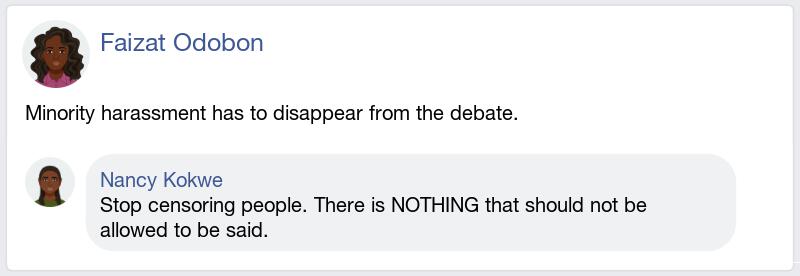 Faizat Odobon
Minority harassment has to disappear from the debate.
Nancy Kokwe
Stop censoring people. There is NOTHING that should not be
allowed to be said.